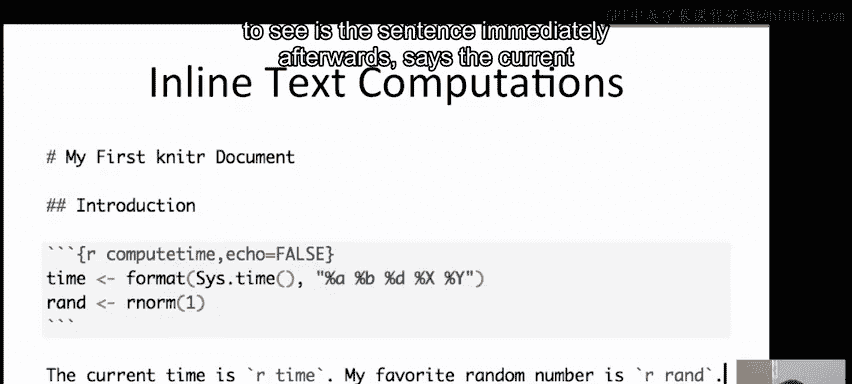 to see is the sentence immediately
afterwards, says the current
Inline Text Computations
# My First knitr Document
## Introduction
```{r computetime,echo=FALSE}
time <- format(Sys.time(), "%a %b %d %X %Y")
rand <- rnorm(1)
```
The current time is `r time`. My favorite random number is `r rand`.